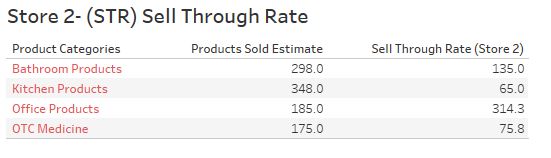 Store 2- (STR) Sell Through Rate
Product Categories Products Sold Estimate Sell Through Rate (Store 2)
Bathroom Products 298.0 135.0
Kitchen Products 348.0 65.0
Office Products 185.0 314.3
OTC Medicine 175.0 75.8